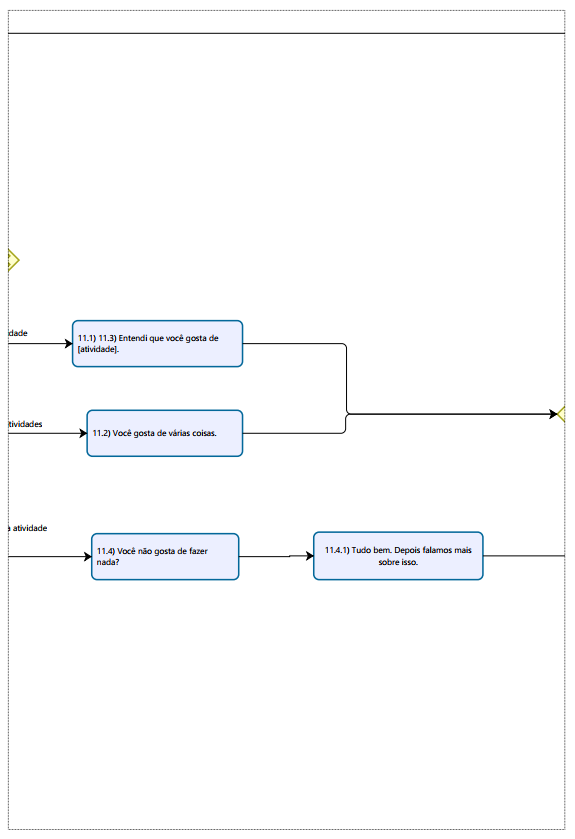 dade
11.1) 11.3) Entendi que você gosta de
[atividade].
tividades
11.2) Você gosta de várias coisas.
a atividade
11.4) Você não gosta de fazer
nada?
11.4.1) Tudo bem. Depois falamos mais
sobre isso.